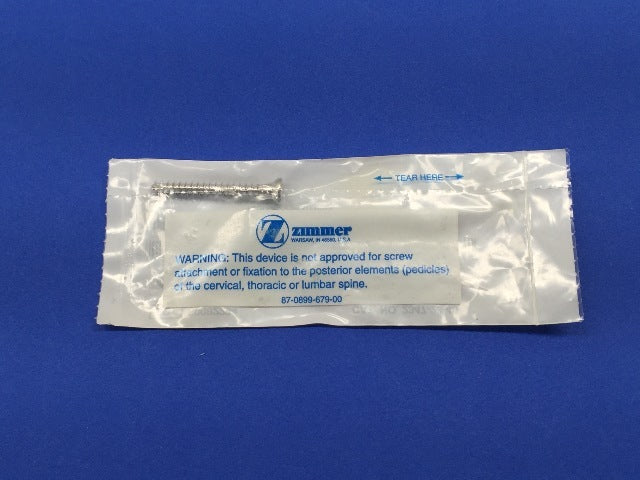 TEAR HERE
Z zimmer
WARSAW, IN 46580, U.S.A
WARNING: This device is not approved for screw
attachment or fixation to the posterior elements (pedicles)
of the cervical, thoracic or lumbar spine.
87-0899-679-00